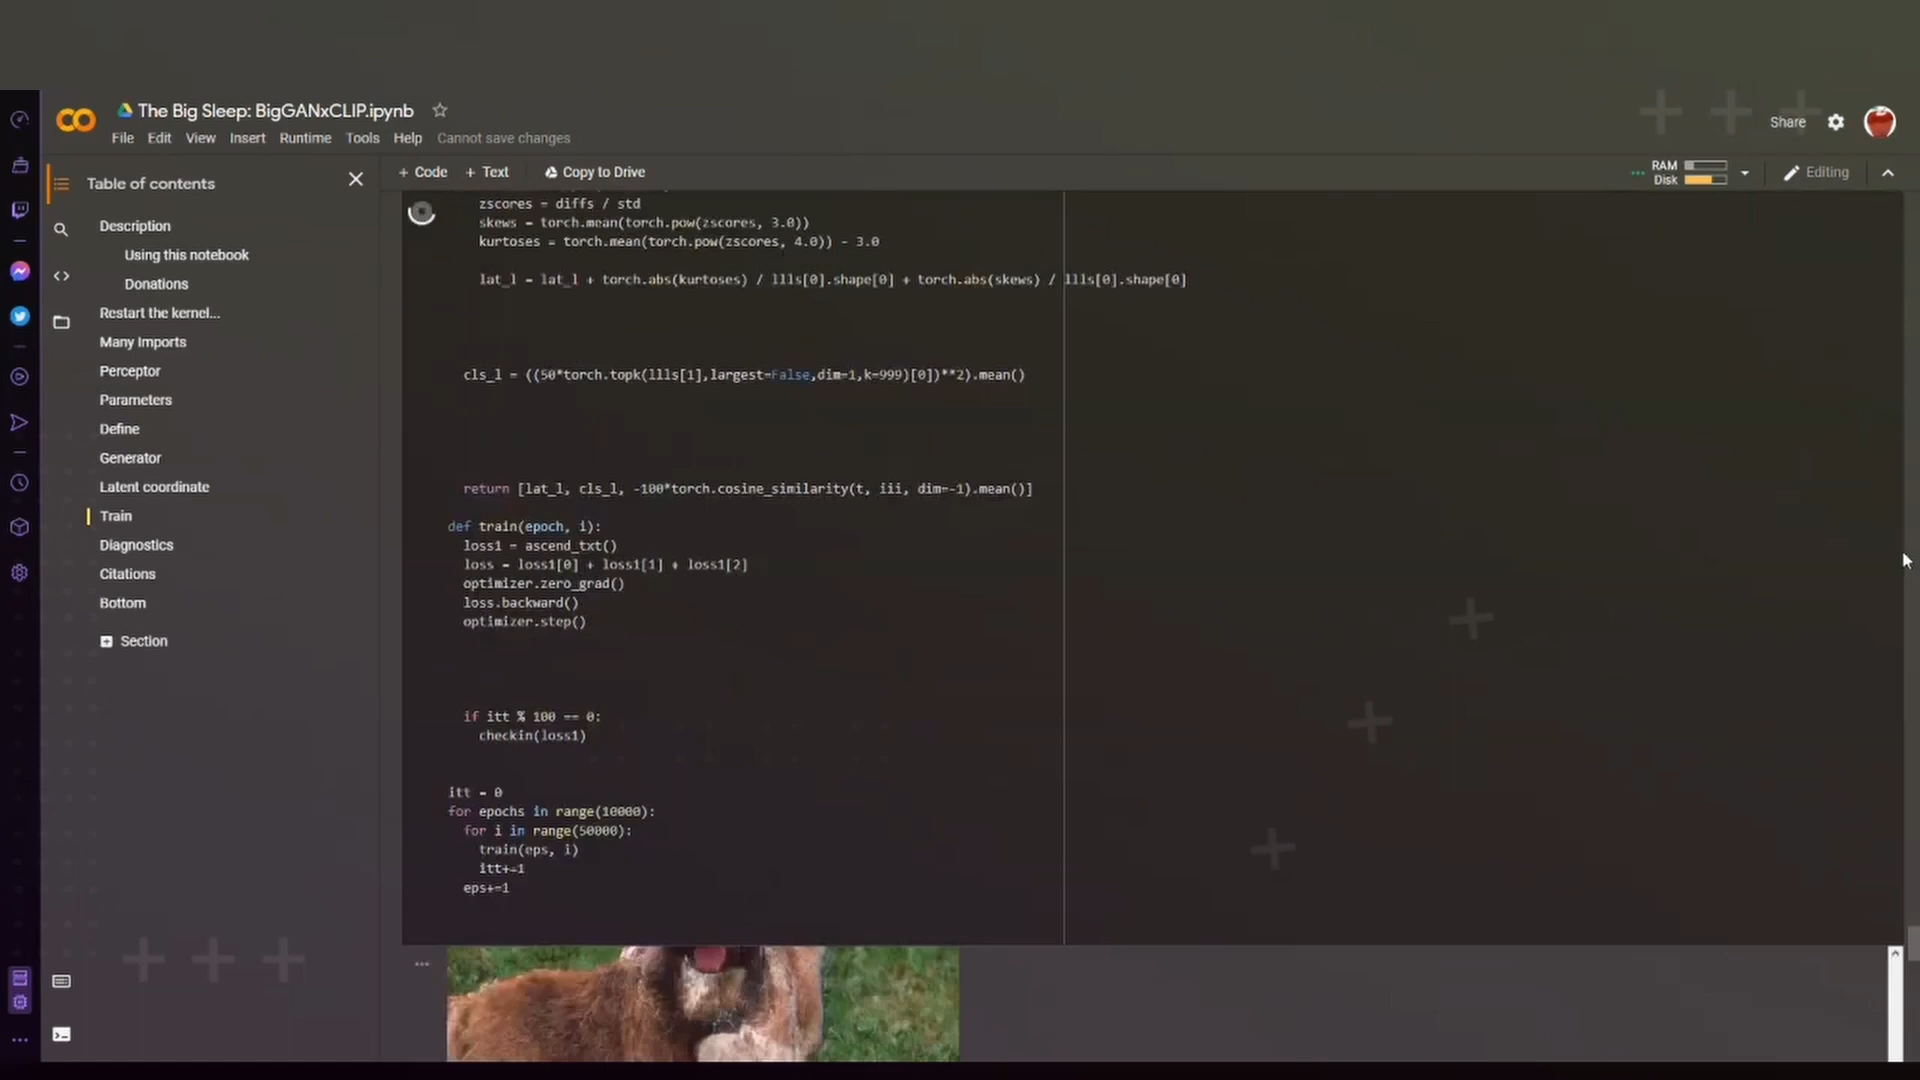 The Big Sleep: BigGANxCLIP.ipynb
File Edit View Insert Runtime Tools Help Cannot save changes
Share
Table of contents
+ Code + Text Copy to Drive
RAM
Disk
Editing
Description
Using this notebook
Donations
Restart the kernel...
Many Imports
Perceptor
Parameters
Define
Generator
Latent coordinate
Train
Diagnostics
Citations
Bottom
Section
zscores = diffs / std
skews = torch.mean(torch.pow(zscores, 3.0))
kurtoses = torch.mean(torch.pow(zscores, 4.0)) - 3.0
lat_l = lat_l + torch.abs(kurtoses) / llls[0].shape[0] + torch.abs(skews) / llls[0].shape[0]
cls_l = ((50*torch.topk(llls[1],largest=False,dim=1,k=999)[0])**2).mean()
return [lat_l, cls_l, -100*torch.cosine_similarity(t, iii, dim=-1).mean()]
def train(epoch, i):
loss1 = ascend_txt()
loss = loss1[0] + loss1[1] + loss1[2]
optimizer.zero_grad()
loss.backward()
optimizer.step()
if itt % 100 == 0:
checkin(loss1)
itt = 0
for epochs in range(10000):
for i in range(50000):
train(eps, i)
itt+=1
eps+=1